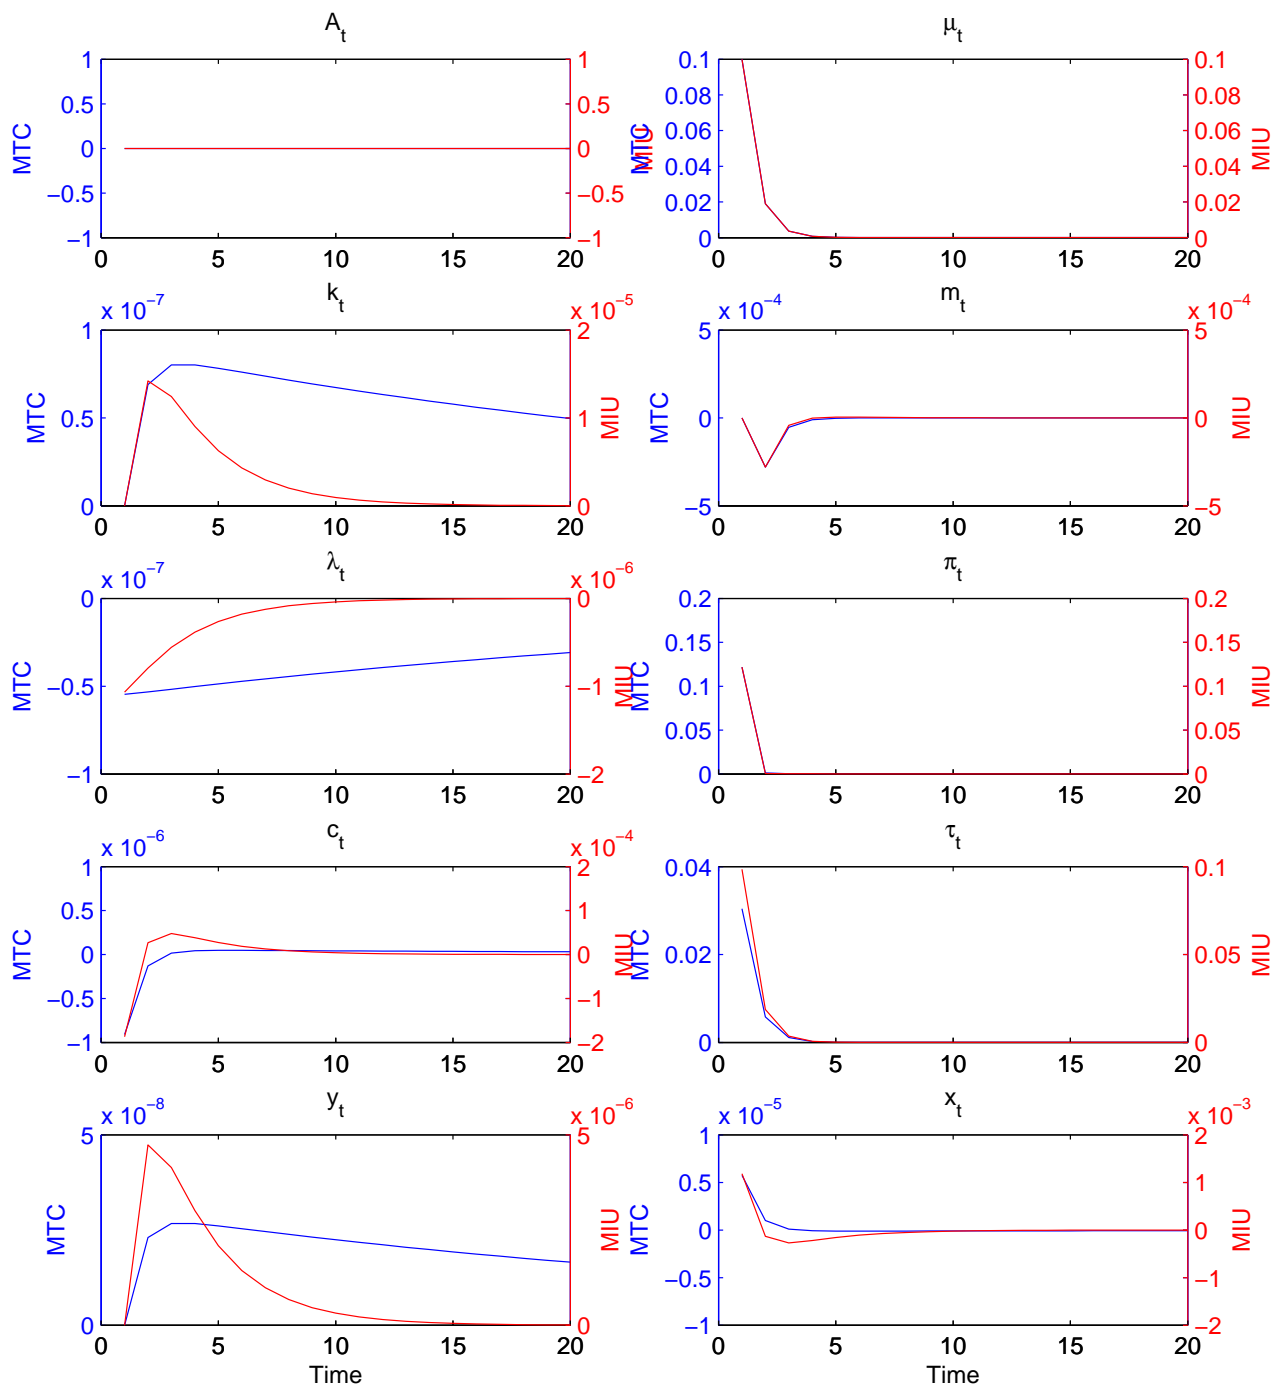 A_t
1
0.5
0
−0.5
−1
MTC
1
0.5
0
−0.5
−1
MIU
0 5 10 15 20
μ_t
0.1
0.08
0.06
0.04
0.02
0
MTC
0.1
0.08
0.06
0.04
0.02
0
MIU
0 5 10 15 20
k_t
x 10^−7
1
0.5
0
MTC
x 10^−5
2
1
0
MIU
0 5 10 15 20
m_t
x 10^−4
5
0
−5
MTC
x 10^−4
5
0
−5
MIU
0 5 10 15 20
λ_t
x 10^−7
0
−0.5
−1
MTC
x 10^−6
0
−1
−2
MIU
0 5 10 15 20
π_t
0.2
0.15
0.1
0.05
0
MTC
0.2
0.15
0.1
0.05
0
MIU
0 5 10 15 20
c_t
x 10^−6
1
0.5
0
−0.5
−1
MTC
x 10^−4
2
1
0
−1
−2
MIU
0 5 10 15 20
τ_t
0.04
0.02
0
MTC
0.1
0.05
0
MIU
0 5 10 15 20
y_t
x 10^−8
5
0
MTC
x 10^−6
5
0
MIU
0 5 10 15 20
Time
x_t
x 10^−5
1
0.5
0
−0.5
−1
MTC
x 10^−3
2
1
0
−1
−2
MIU
0 5 10 15 20
Time